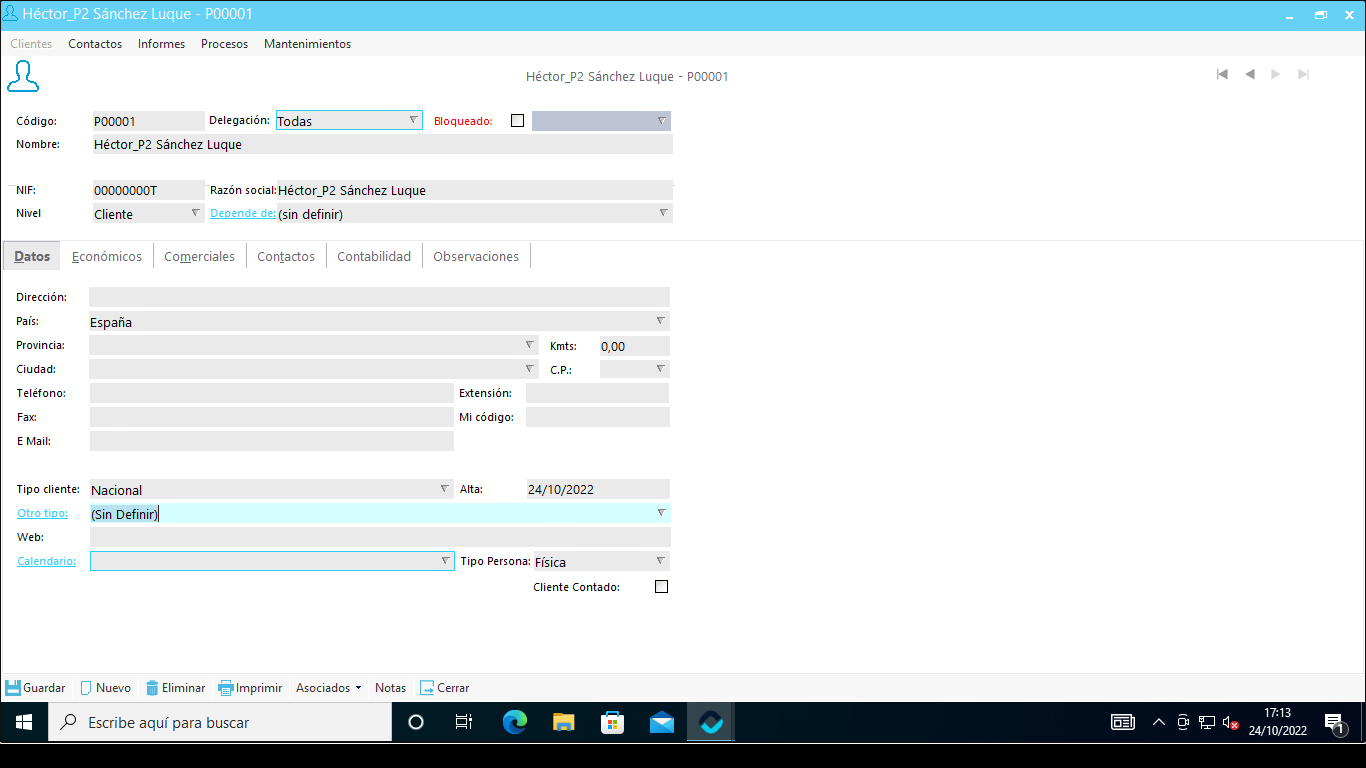 Héctor_P2 Sánchez Luque - P00001
Clientes Contactos Informes Procesos Mantenimientos
Héctor_P2 Sánchez Luque - P00001
Código: P00001 Delegación: Todas Bloqueado:
Nombre: Héctor_P2 Sánchez Luque
NIF: 00000000T Razón social: Héctor_P2 Sánchez Luque
Nivel Cliente Depende de: (sin definir)
Datos Económicos Comerciales Contactos Contabilidad Observaciones
Dirección:
País: España
Provincia: Kmts: 0,00
Ciudad: C.P.:
Teléfono: Extensión:
Fax: Mi código:
E Mail:
Tipo cliente: Nacional Alta: 24/10/2022
Otro tipo: (Sin Definir)
Web:
Calendario: Tipo Persona: Física
Cliente Contado:
Guardar Nuevo Eliminar Imprimir Asociados Notas Cerrar
Escribe aquí para buscar
17:13
24/10/2022
1